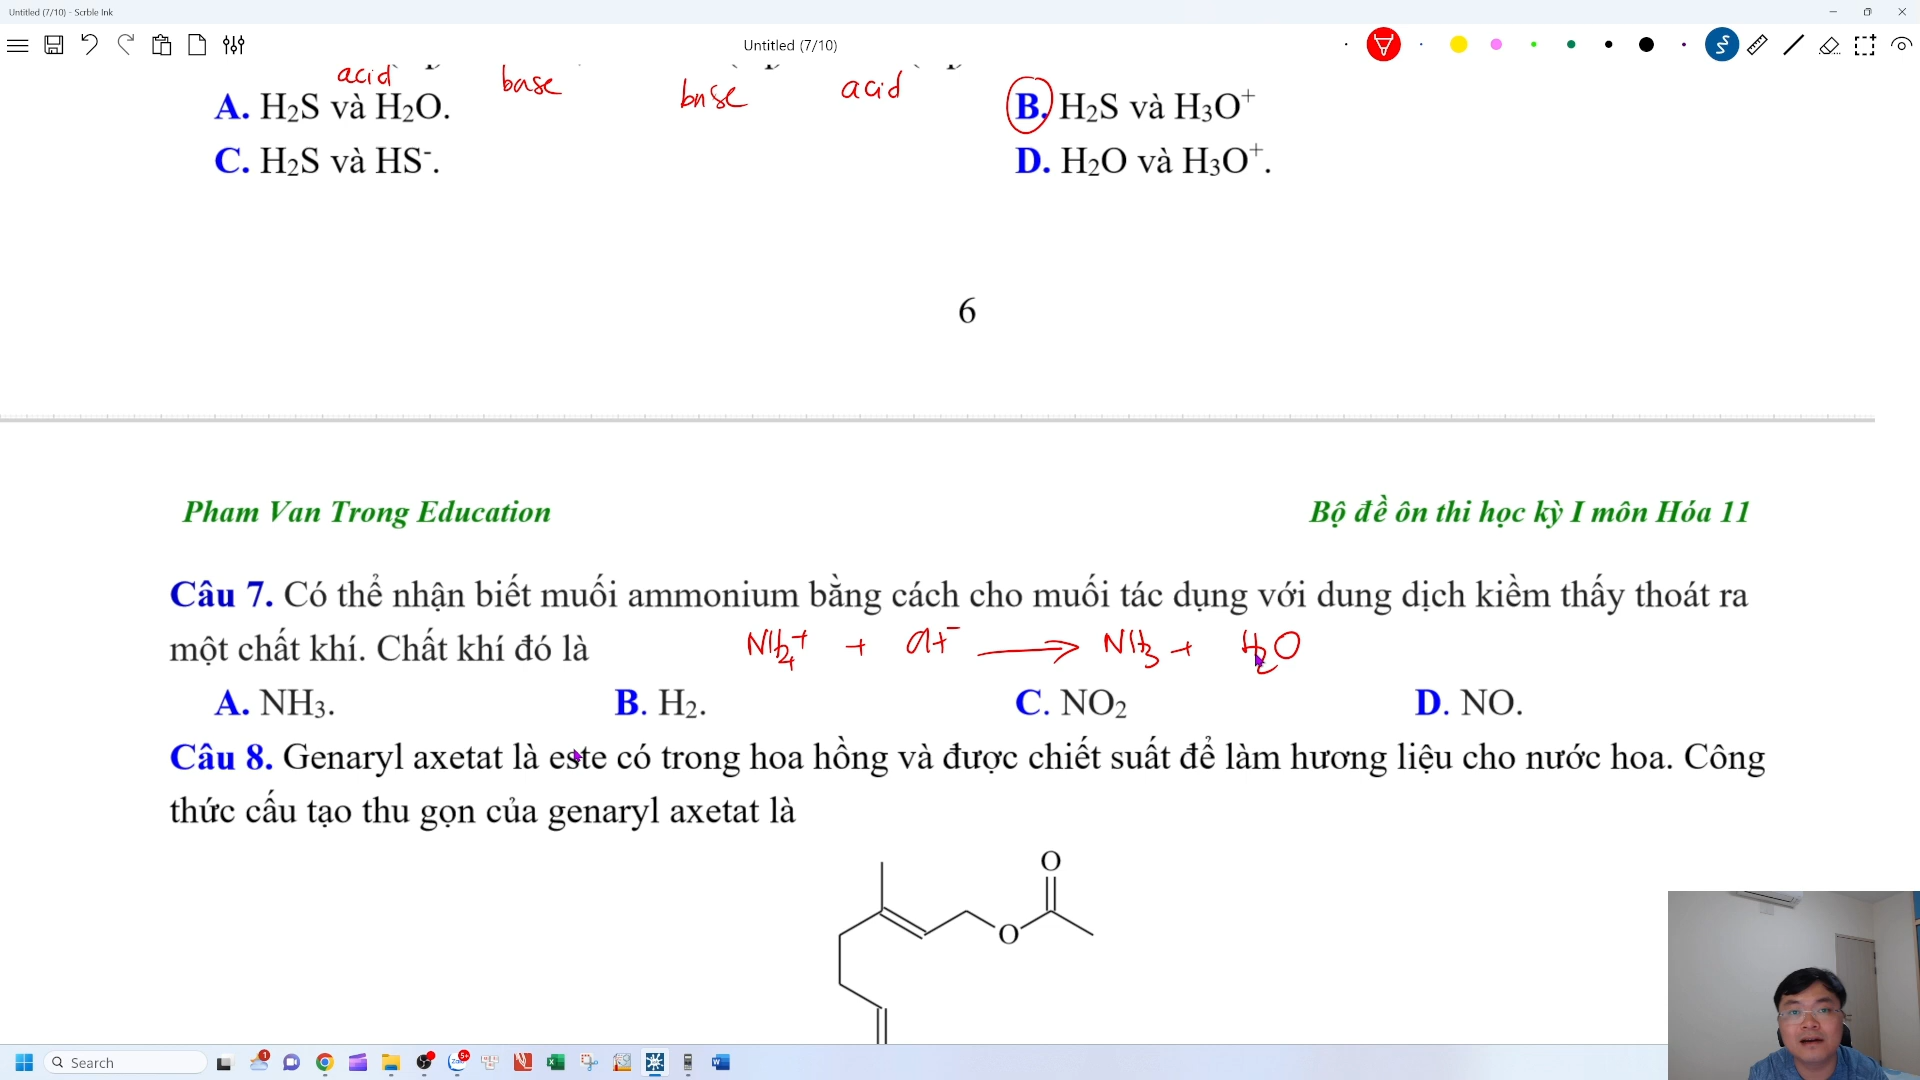 Untitled (7/10) - Scrble Ink
Untitled (7/10)
acid base base acid
A. H₂S và H₂O. B. H₂S và H₃O⁺
C. H₂S và HS⁻. D. H₂O và H₃O⁺.
6
Pham Van Trong Education Bộ đề ôn thi học kỳ I môn Hóa 11
Câu 7. Có thể nhận biết muối ammonium bằng cách cho muối tác dụng với dung dịch kiềm thấy thoát ra
một chất khí. Chất khí đó là NH₄⁺ + OH⁻ → NH₃ + H₂O
A. NH₃. B. H₂. C. NO₂ D. NO.
Câu 8. Genaryl axetat là este có trong hoa hồng và được chiết suất để làm hương liệu cho nước hoa. Công
thức cấu tạo thu gọn của genaryl axetat là
O
O
Search